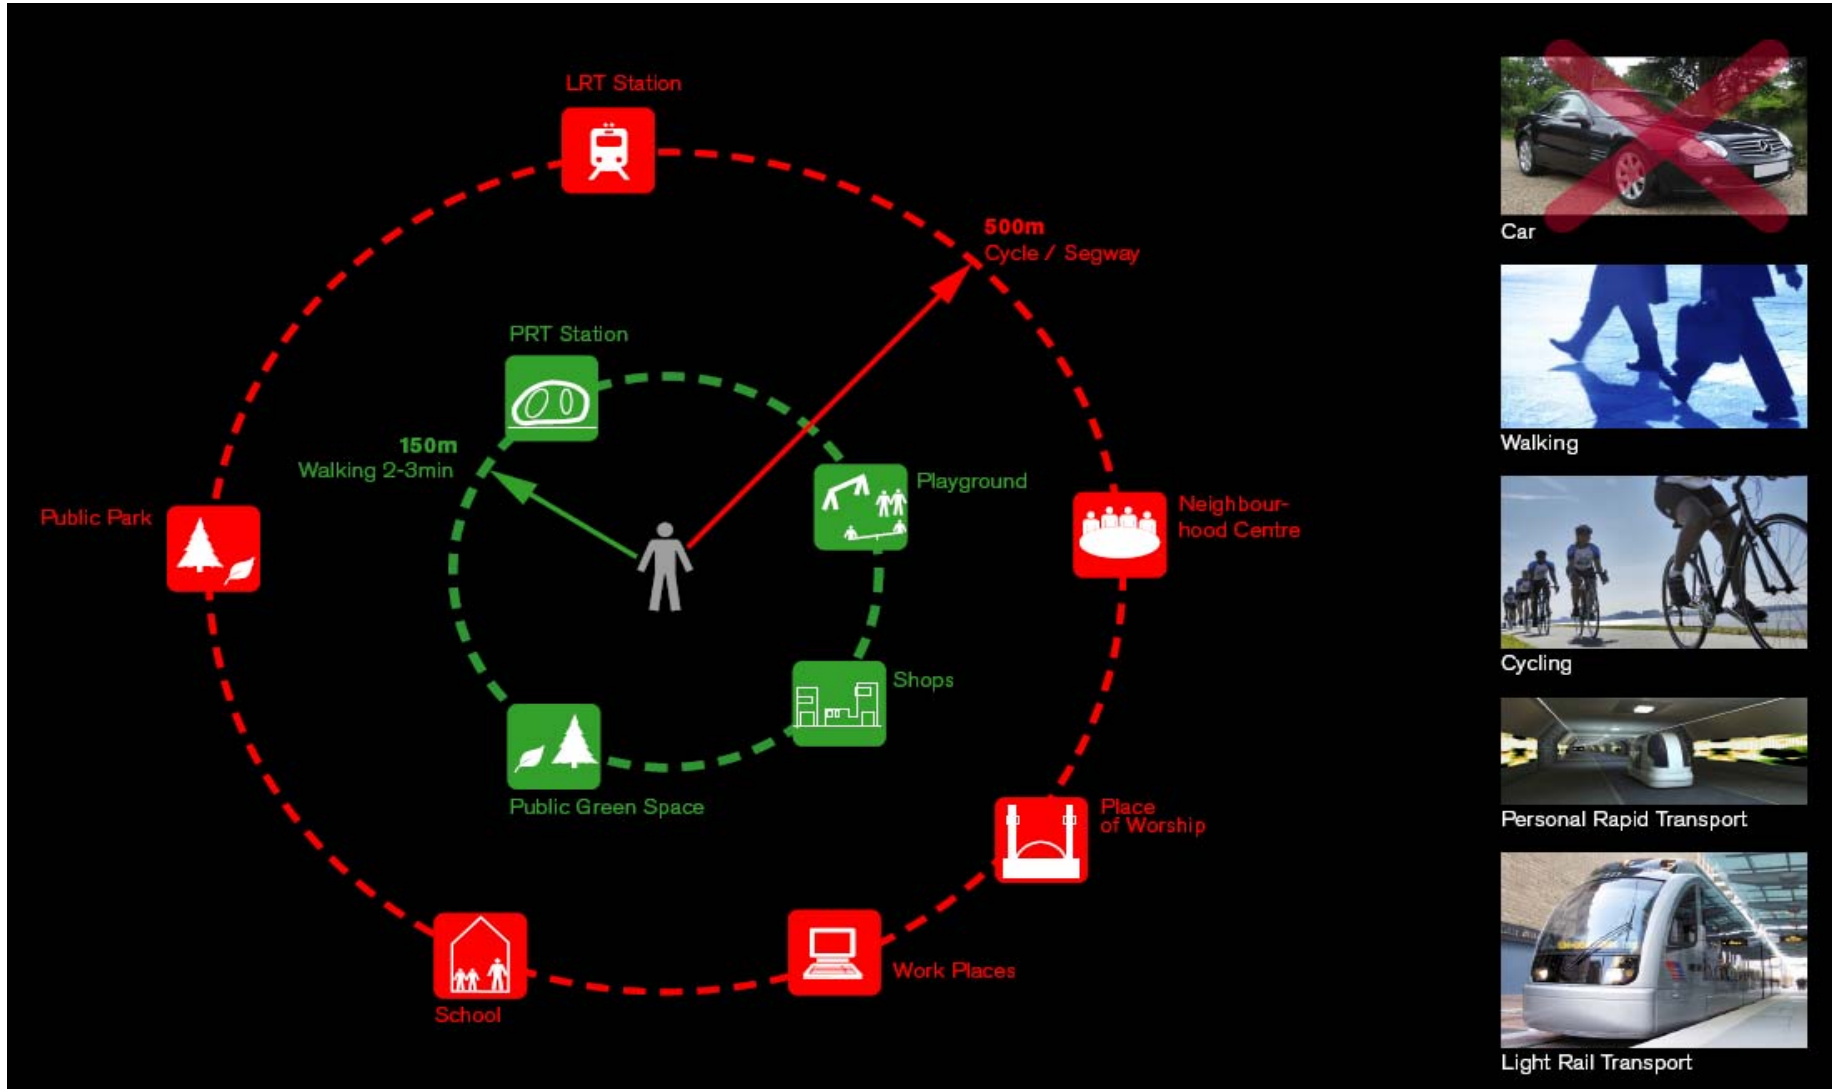 LRT Station
500m
Cycle / Segway
PRT Station
150m
Walking 2-3min
Playground
Public Park
Neighbour-
hood Centre
Shops
Public Green Space
Place
of Worship
Work Places
School
Car
Walking
Cycling
Personal Rapid Transport
Light Rail Transport